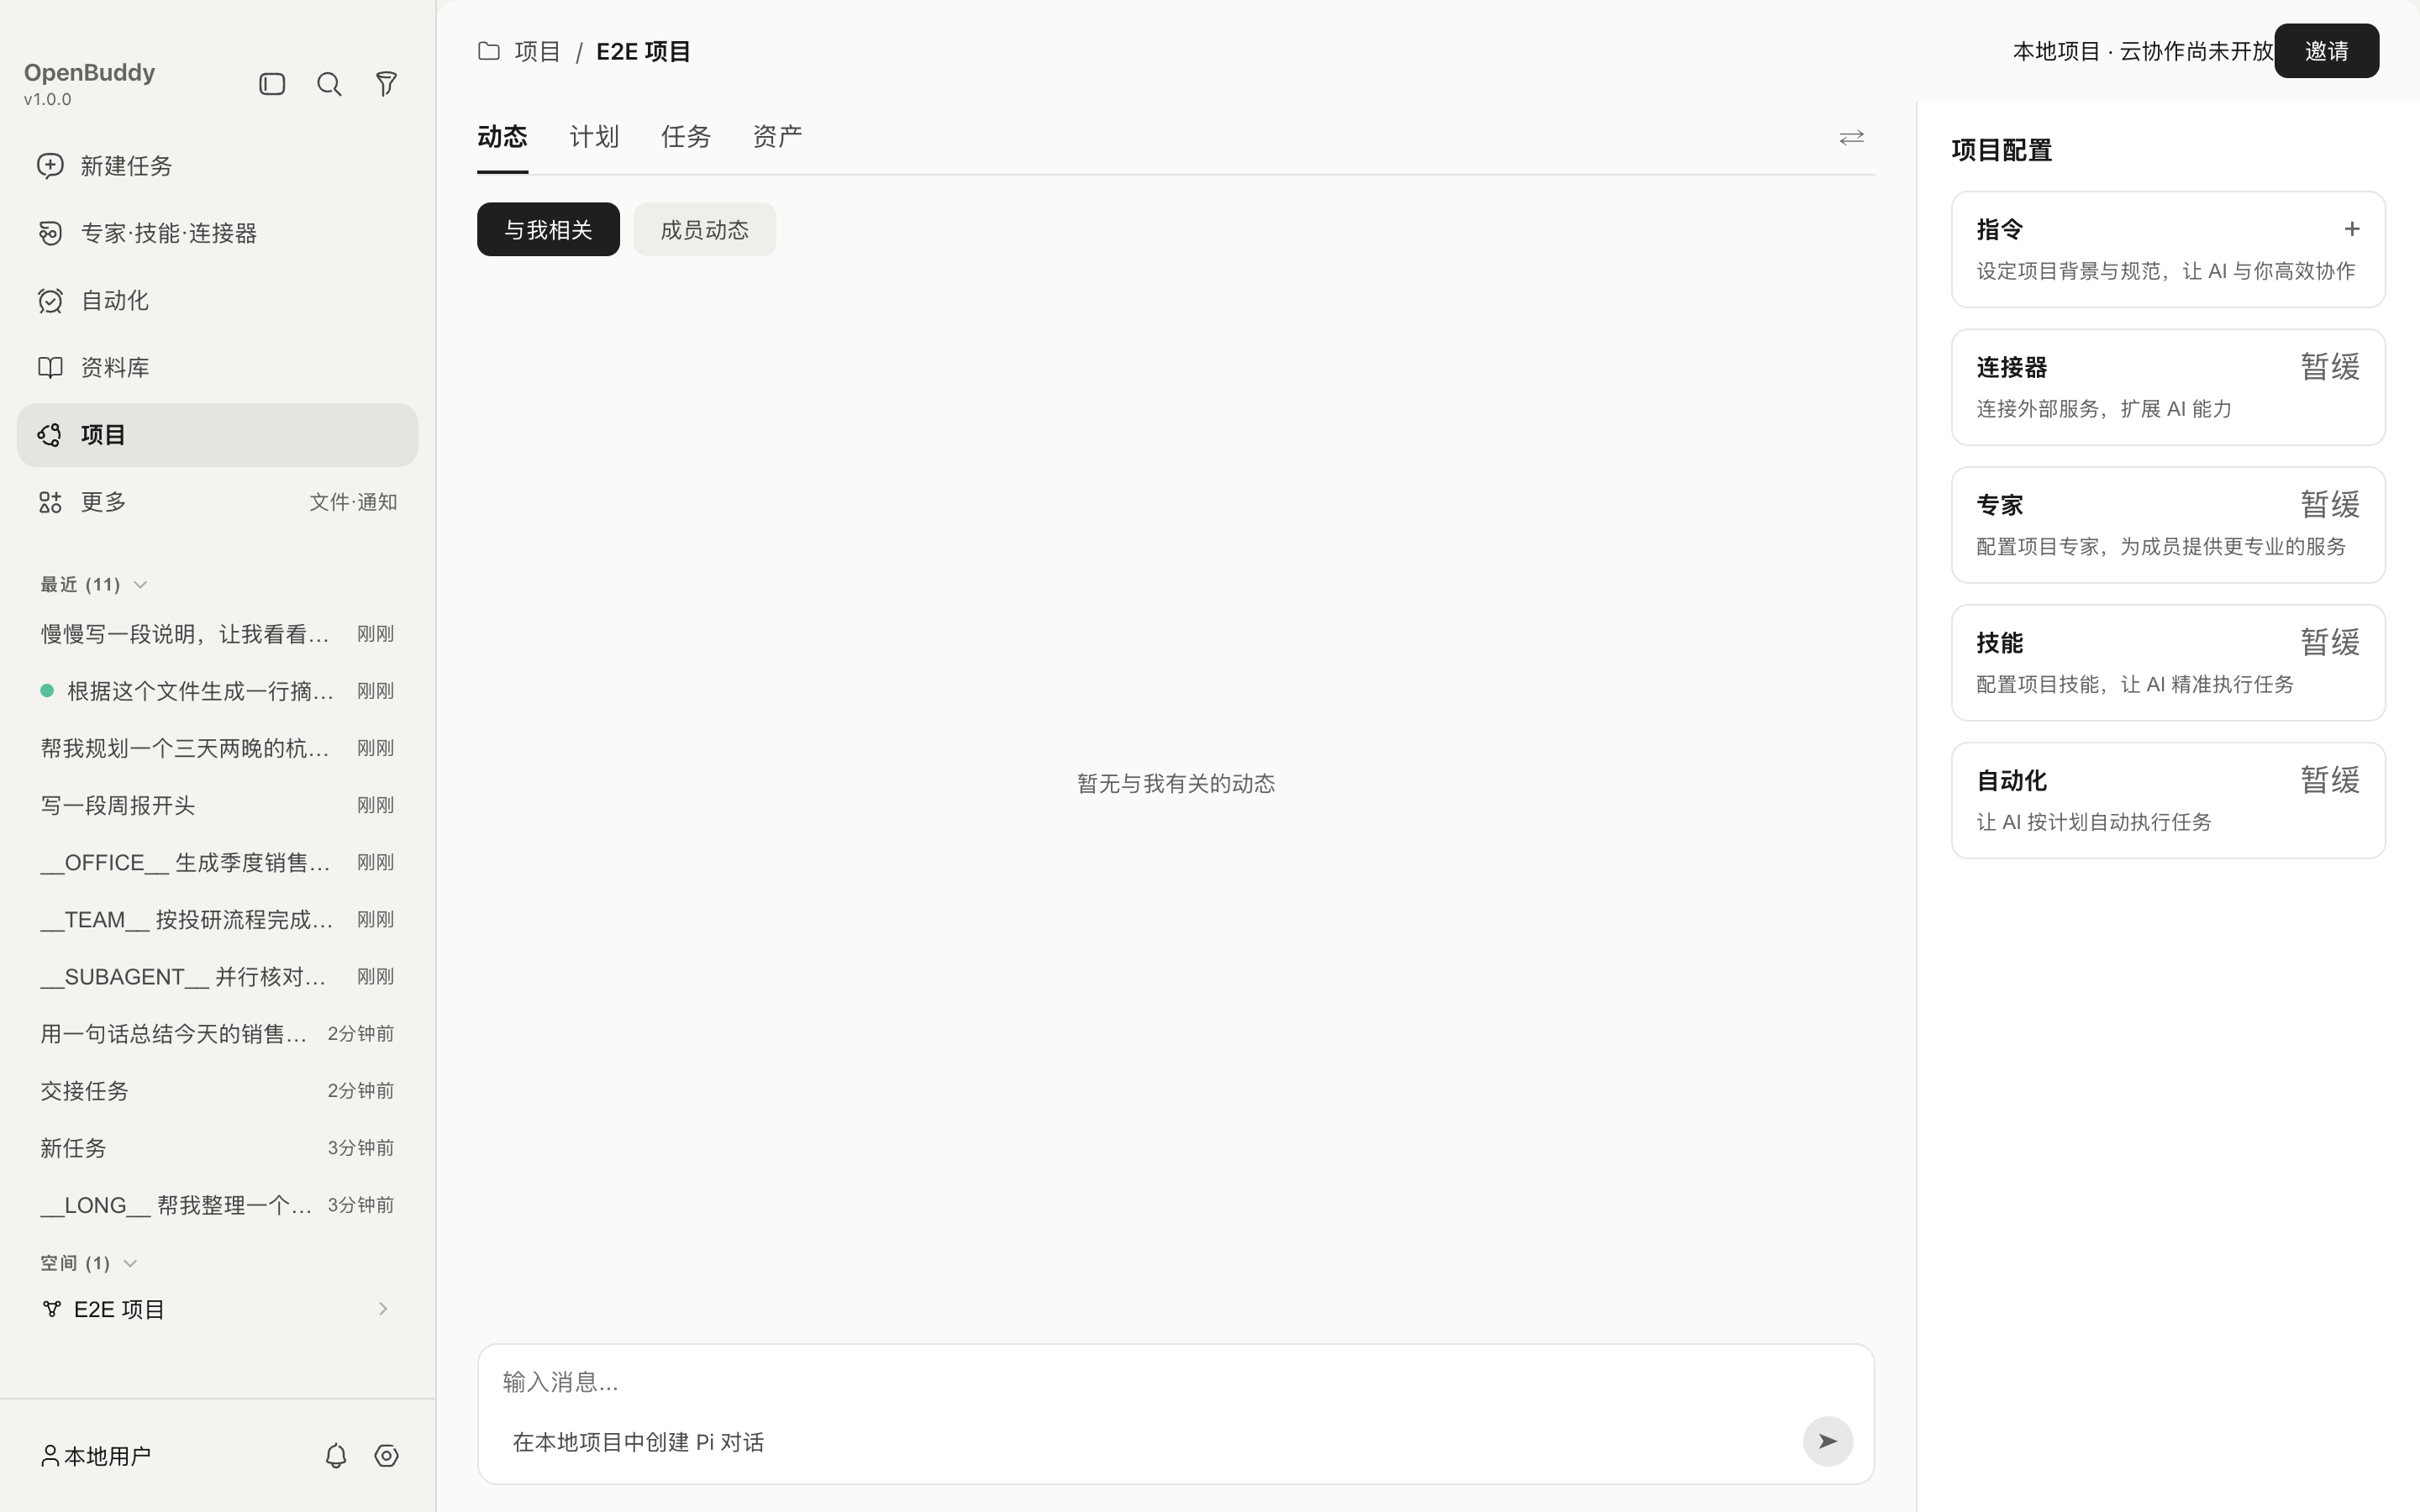 OpenBuddy
v1.0.0
新建任务
专家·技能·连接器
自动化
资料库
项目
更多 文件·通知
最近 (11)
慢慢写一段说明，让我看看… 刚刚
根据这个文件生成一行摘… 刚刚
帮我规划一个三天两晚的杭… 刚刚
写一段周报开头 刚刚
__OFFICE__ 生成季度销售… 刚刚
__TEAM__ 按投研流程完成… 刚刚
__SUBAGENT__ 并行核对… 刚刚
用一句话总结今天的销售… 2分钟前
交接任务 2分钟前
新任务 3分钟前
__LONG__ 帮我整理一个… 3分钟前
空间 (1)
E2E 项目
本地用户
项目 / E2E 项目
本地项目 · 云协作尚未开放 邀请
动态 计划 任务 资产
与我相关 成员动态
暂无与我有关的动态
输入消息...
在本地项目中创建 Pi 对话
项目配置
指令 +
设定项目背景与规范，让 AI 与你高效协作
连接器 暂缓
连接外部服务，扩展 AI 能力
专家 暂缓
配置项目专家，为成员提供更专业的服务
技能 暂缓
配置项目技能，让 AI 精准执行任务
自动化 暂缓
让 AI 按计划自动执行任务